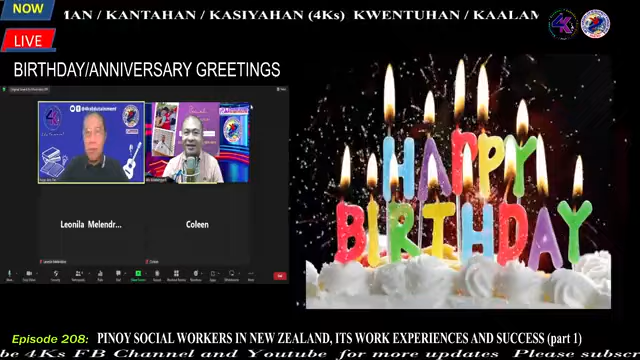 NOW
MAN / KANTAHAN / KASIYAHAN (4Ks) KWENTUHAN / KAALAM
LIVE
BIRTHDAY/ANNIVERSARY GREETINGS
Leonila Melendr...
Coleen
HAPPY
BIRTHDAY
Episode 208: PINOY SOCIAL WORKERS IN NEW ZEALAND, ITS WORK EXPERIENCES AND SUCCESS (part 1)
be 4Ks FB Channel and Youtube for more updates Please subsc